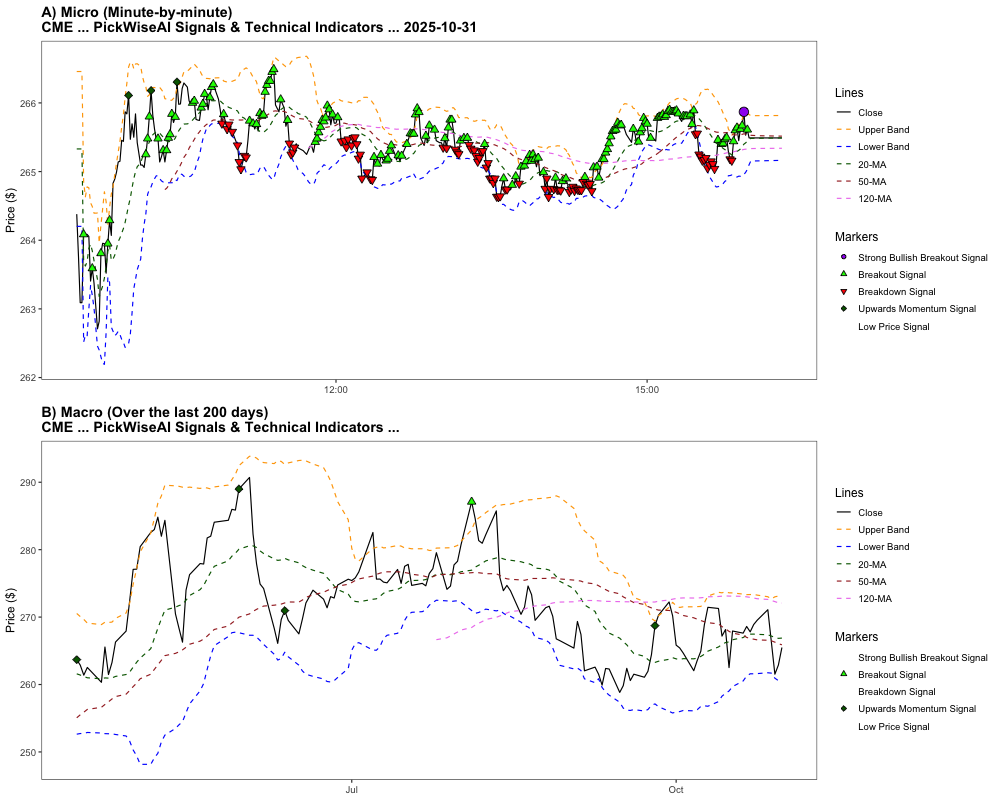 A) Micro (Minute-by-minute)
CME ... PickWiseAI Signals & Technical Indicators ... 2025-10-31
Price ($)
266
265
264
263
262
12:00
15:00
Lines
Close
Upper Band
Lower Band
20-MA
50-MA
120-MA
Markers
Strong Bullish Breakout Signal
Breakout Signal
Breakdown Signal
Upwards Momentum Signal
Low Price Signal
B) Macro (Over the last 200 days)
CME ... PickWiseAI Signals & Technical Indicators ...
Price ($)
290
280
270
260
250
Jul
Oct
Lines
Close
Upper Band
Lower Band
20-MA
50-MA
120-MA
Markers
Strong Bullish Breakout Signal
Breakout Signal
Breakdown Signal
Upwards Momentum Signal
Low Price Signal